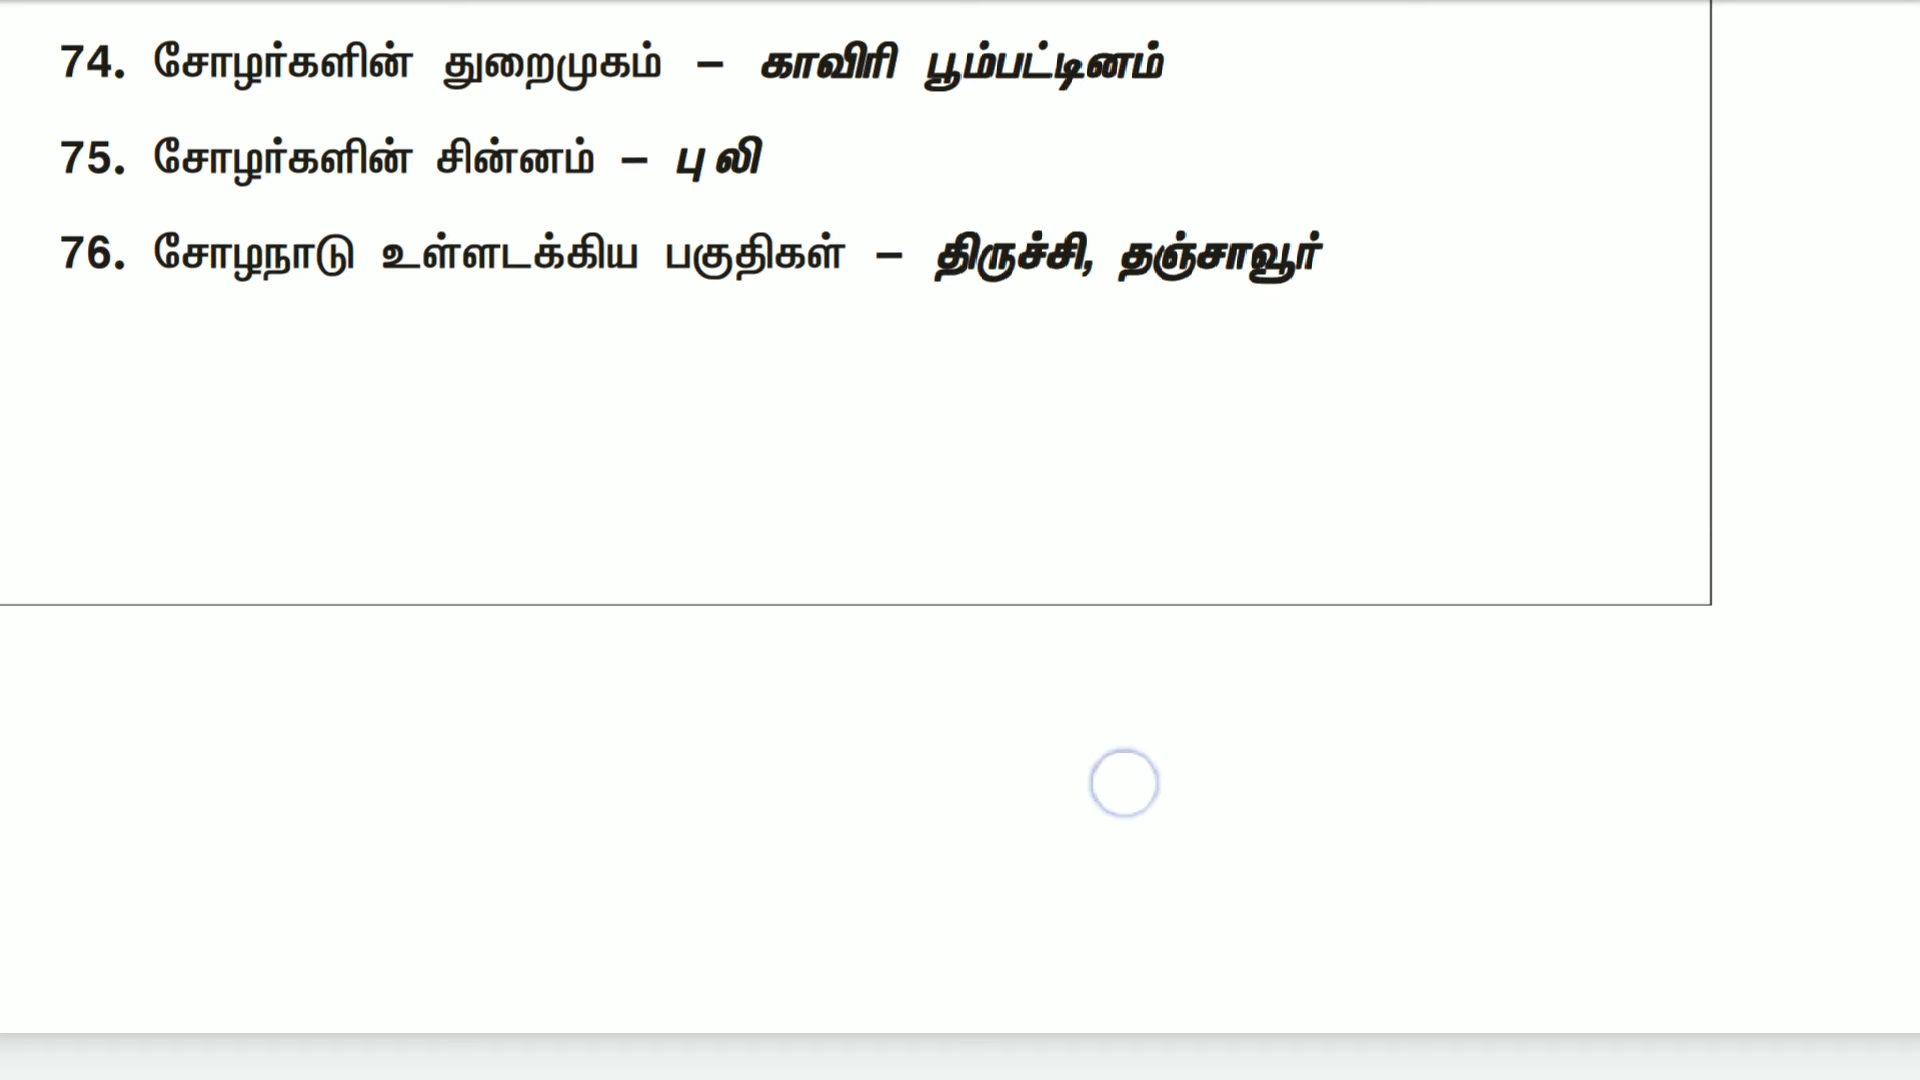 74. சோழர்களின் துறைமுகம் – காவிரி பூம்பட்டினம்
75. சோழர்களின் சின்னம் – புலி
76. சோழநாடு உள்ளடக்கிய பகுதிகள் – திருச்சி, தஞ்சாவூர்